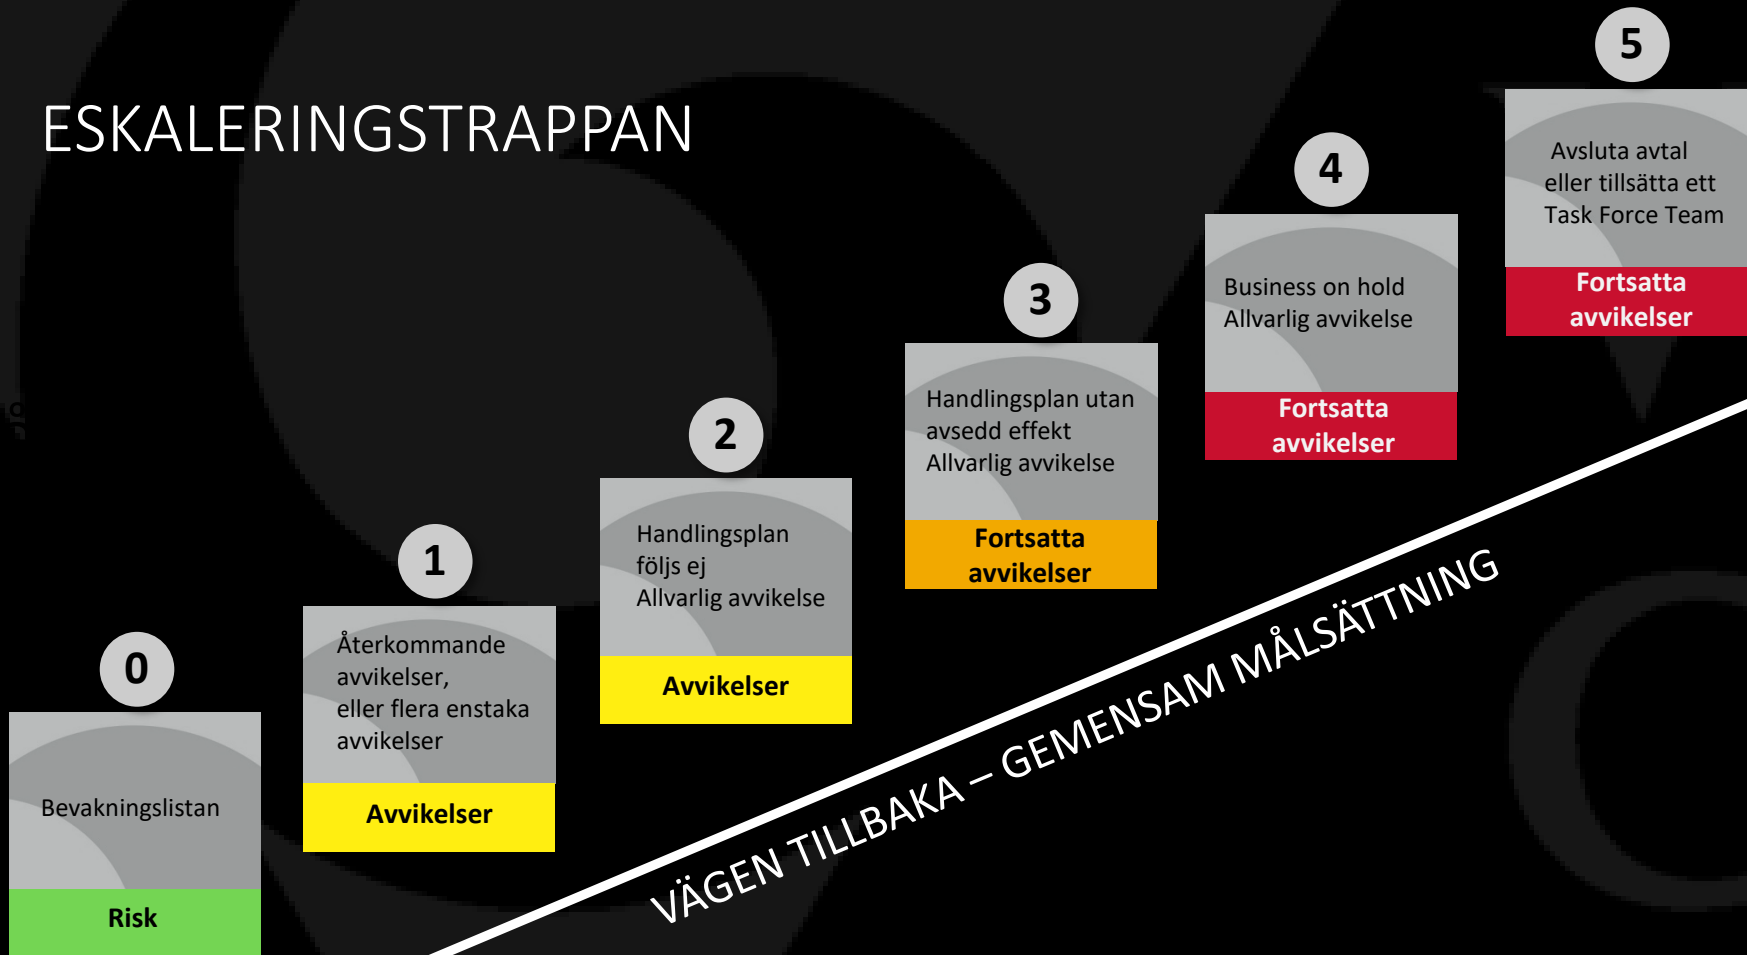 ESKALERINGSTRAPPAN
0
Bevakningslistan
Risk
1
Återkommande
avvikelser,
eller flera enstaka
avvikelser
Avvikelser
2
Handlingsplan
följs ej
Allvarlig avvikelse
Avvikelser
3
Handlingsplan utan
avsedd effekt
Allvarlig avvikelse
Fortsatta
avvikelser
4
Business on hold
Allvarlig avvikelse
Fortsatta
avvikelser
5
Avsluta avtal
eller tillsätta ett
Task Force Team
Fortsatta
avvikelser
VÄGEN TILLBAKA – GEMENSAM MÅLSÄTTNING